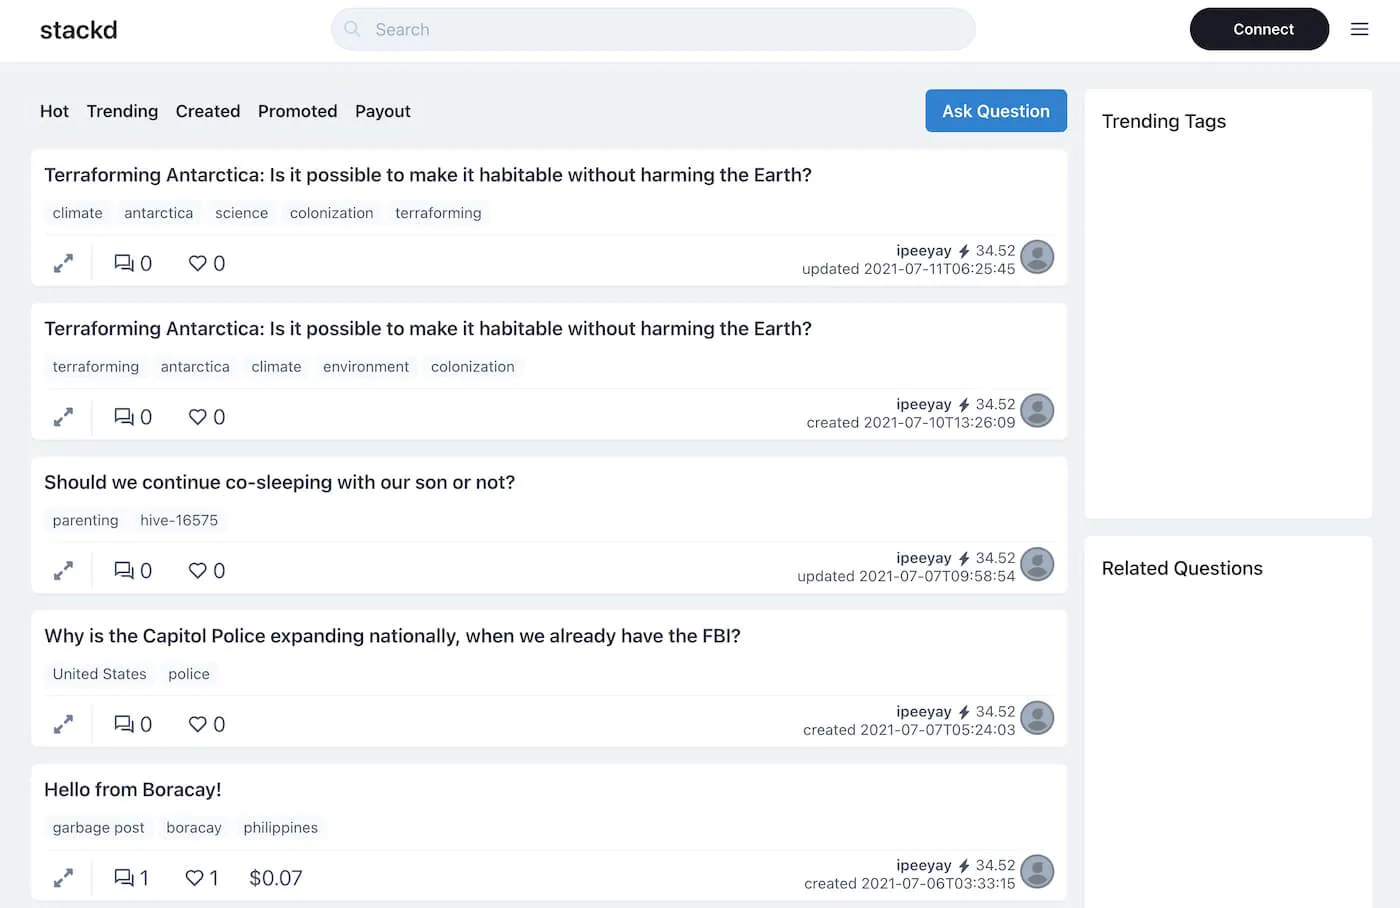 stackd
Search
Connect
Hot Trending Created Promoted Payout
Ask Question
Terraforming Antarctica: Is it possible to make it habitable without harming the Earth?
climate antarctica science colonization terraforming
0 0
ipeeyay 34.52
updated 2021-07-11T06:25:45
Terraforming Antarctica: Is it possible to make it habitable without harming the Earth?
terraforming antarctica climate environment colonization
0 0
ipeeyay 34.52
created 2021-07-10T13:26:09
Should we continue co-sleeping with our son or not?
parenting hive-16575
0 0
ipeeyay 34.52
updated 2021-07-07T09:58:54
Why is the Capitol Police expanding nationally, when we already have the FBI?
United States police
0 0
ipeeyay 34.52
created 2021-07-07T05:24:03
Hello from Boracay!
garbage post boracay philippines
1 1 $0.07
ipeeyay 34.52
created 2021-07-06T03:33:15
Trending Tags
Related Questions